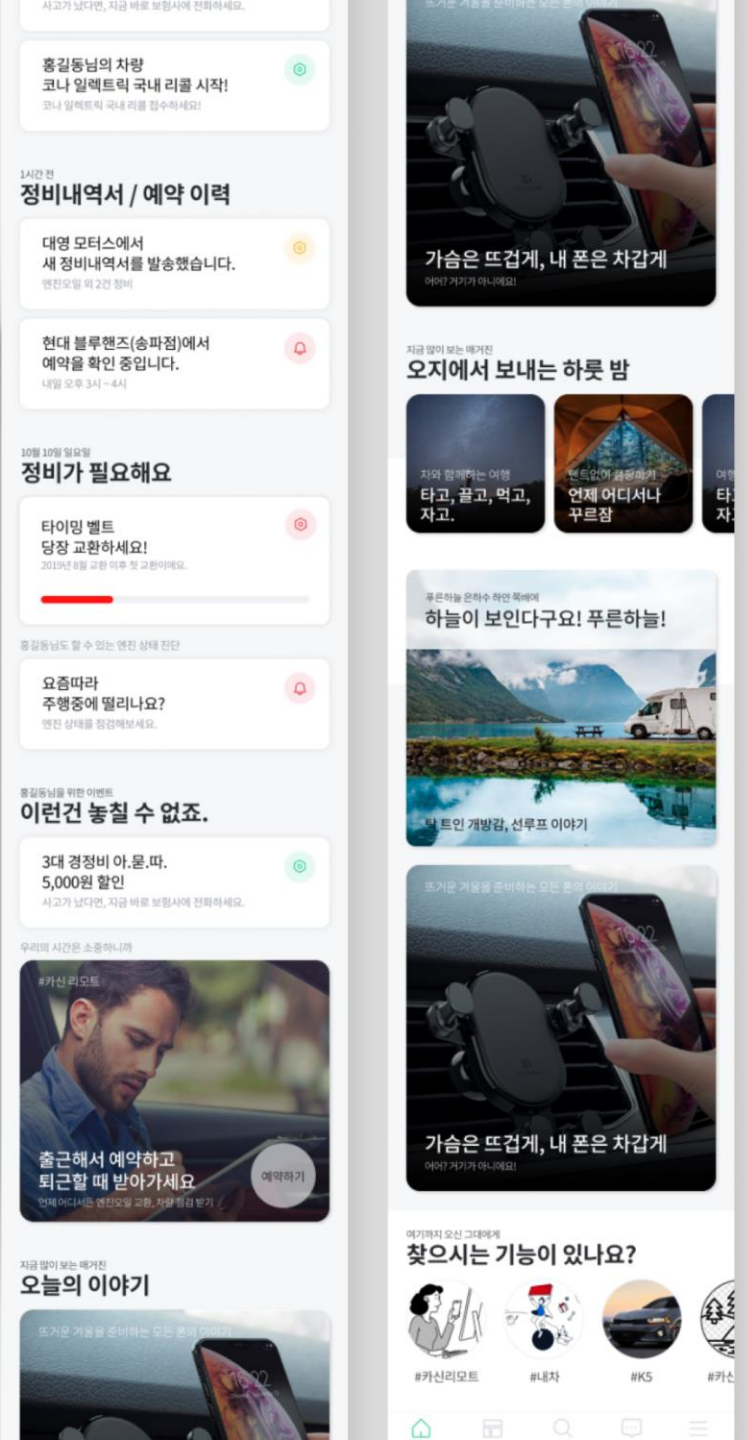 사고가 났다면, 지금 바로 보험사에 전화하세요.
홍길동님의 차량
코나 일렉트릭 국내 리콜 시작!
코나 일렉트릭 국내 리콜 접수하세요!
1시간 전
정비내역서 / 예약 이력
대영 모터스에서
새 정비내역서를 발송했습니다.
엔진오일 외 2건 정비
현대 블루핸즈(송파점)에서
예약을 확인 중입니다.
내일 오후 3시 ~ 4시
10월 10일 일요일
정비가 필요해요
타이밍 벨트
당장 교환하세요!
2019년 8월 교환 이후 첫 교환이에요.
홍길동님도 할 수 있는 엔진 상태 진단
요즘따라
주행중에 떨리나요?
엔진 상태를 점검해보세요.
홍길동님을 위한 이벤트
이런건 놓칠 수 없죠.
3대 경정비 아.묻.따.
5,000원 할인
사고가 났다면, 지금 바로 보험사에 전화하세요.
우리의 시간은 소중하니까
#카신 리모트
출근해서 예약하고
퇴근할 때 받아가세요
언제 어디서든 엔진오일 교환, 차량 점검 받기
예약하기
지금 많이 보는 매거진
오늘의 이야기
뜨거운 겨울을 준비하는 모든 폰의 이야기
뜨거운 겨울을 준비하는 모든 폰의 이야기
16:22
가슴은 뜨겁게, 내 폰은 차갑게
어어? 거기가 아니에요!
지금 많이 보는 매거진
오지에서 보내는 하룻 밤
차와 함께하는 여행
타고, 끌고, 먹고,
자고.
텐트없이 캠핑하기
언제 어디서나
꾸르잠
여행
타
자고
푸른하늘 은하수 하얀 쪽배에
하늘이 보인다구요! 푸른하늘!
탁 트인 개방감, 선루프 이야기
뜨거운 겨울을 준비하는 모든 폰의 이야기
16:22
가슴은 뜨겁게, 내 폰은 차갑게
어어? 거기가 아니에요!
여기까지 오신 그대에게
찾으시는 기능이 있나요?
#카신리모트
#내차
#K5
#카신